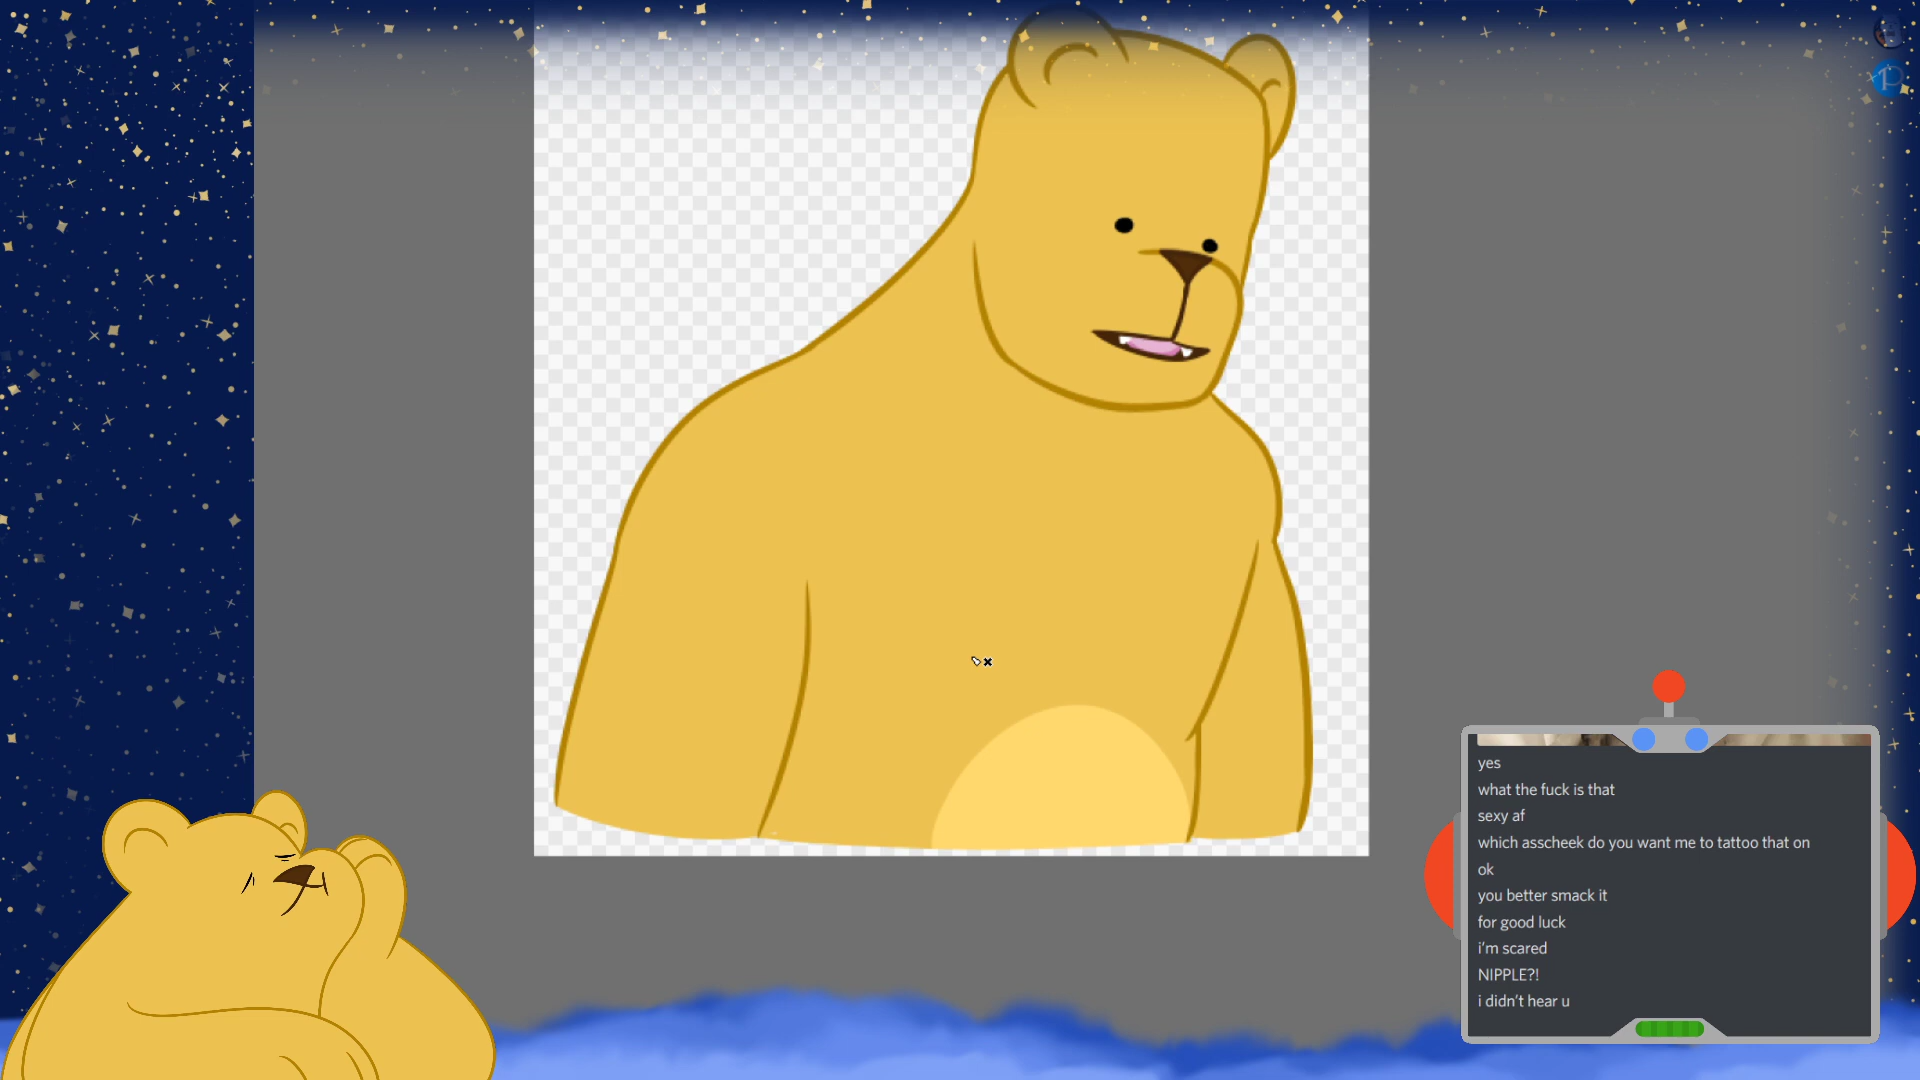 yes
what the fuck is that
sexy af
which asscheek do you want me to tattoo that on
ok
you better smack it
for good luck
i'm scared
NIPPLE?!
i didn't hear u